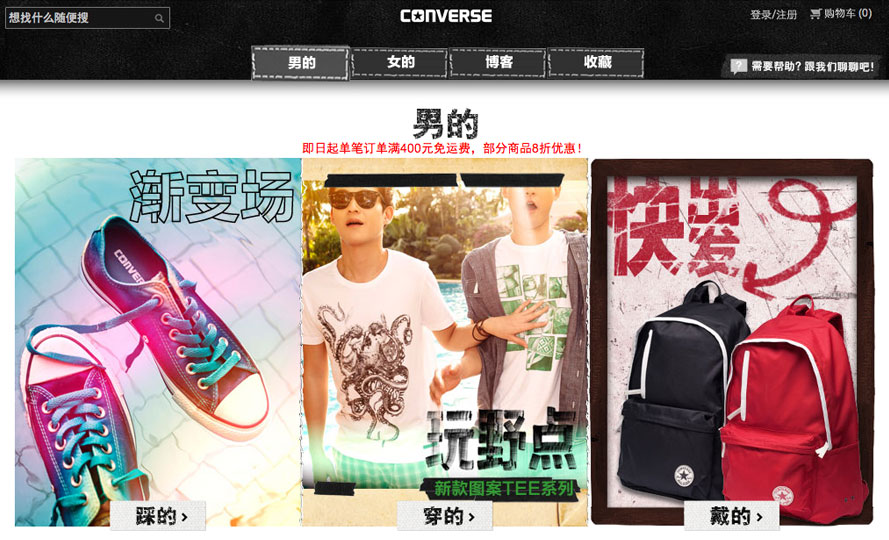 想找什么随便搜
CONVERSE
登录/注册
购物车 (0)
男的
女的
博客
收藏
需要帮助? 跟我们聊聊吧!
男的
即日起单笔订单满400元免运费，部分商品8折优惠！
渐变场
CONVERSE
玩野点
新款图案TEE系列
快出发
踩的 >
穿的 >
戴的 >